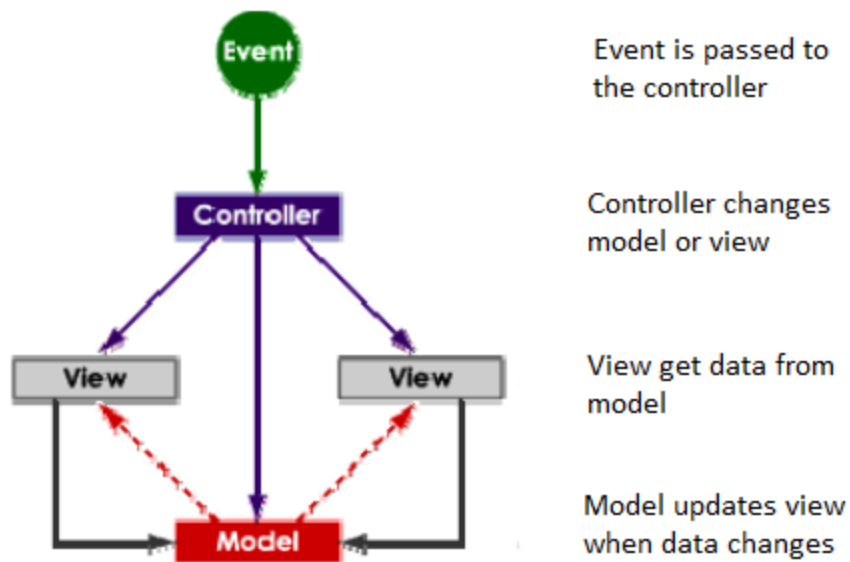 Event
Event is passed to
the controller
Controller
Controller changes
model or view
View
View
View get data from
model
Model
Model updates view
when data changes